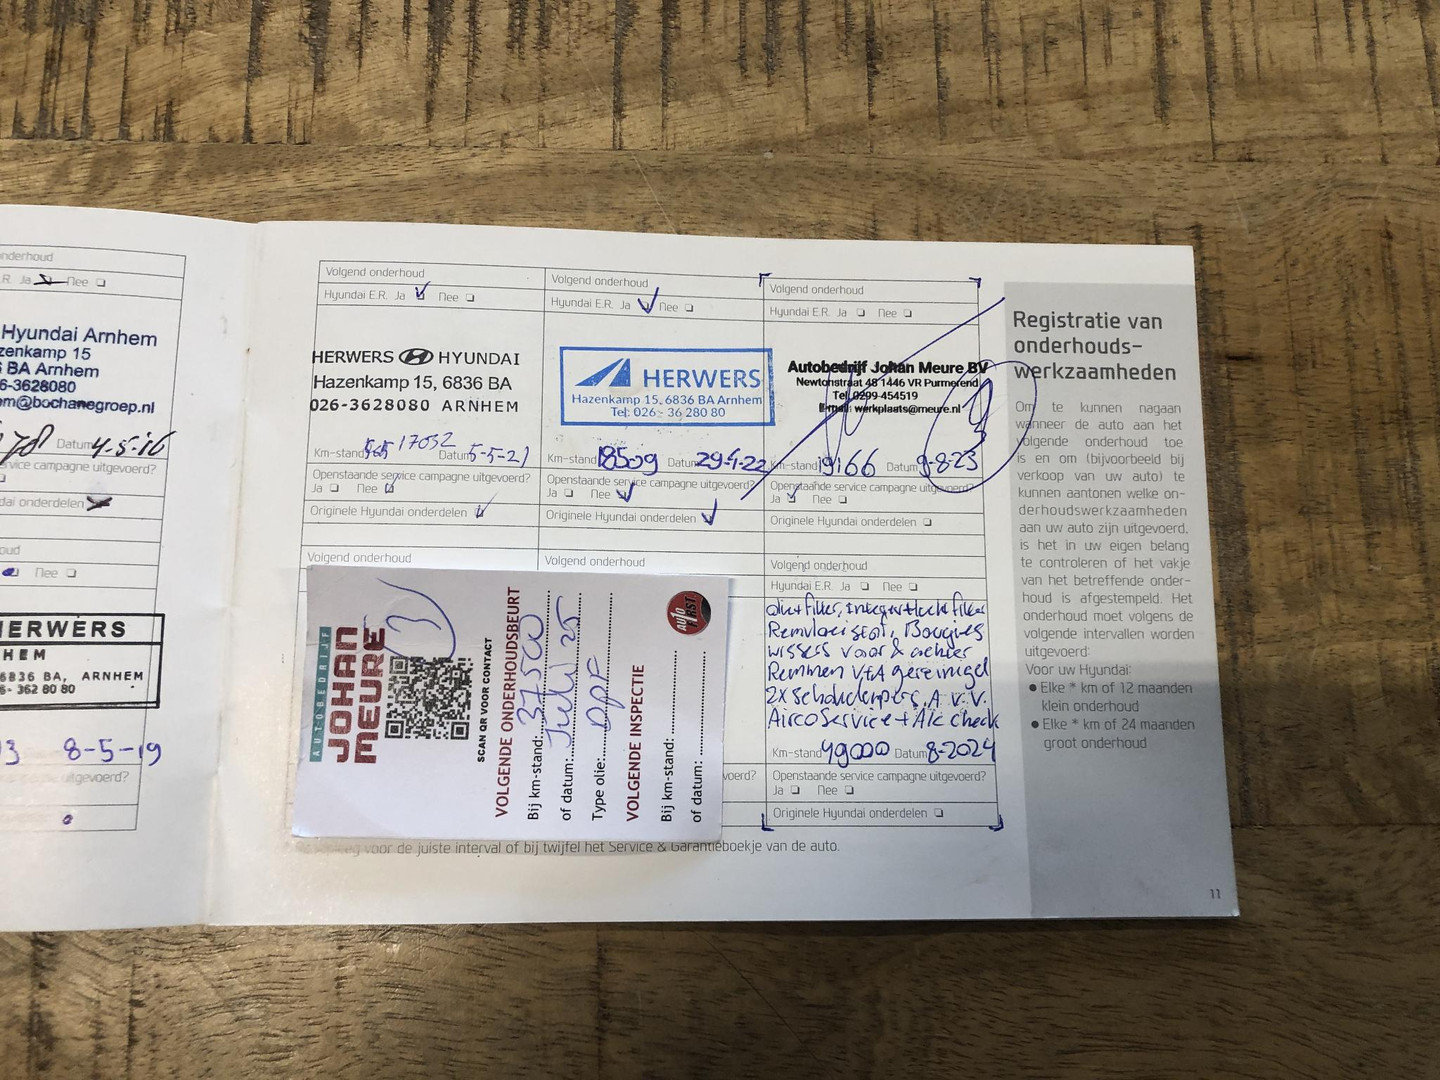 onderhoud
R. Ja Nee
Hyundai Arnhem
zenkamp 15
BA Arnhem
6-3628080
m@bochanegroep.nl
Datum 4-5-16
service campagne uitgevoerd?
dai onderdelen
oud
Nee
HERWERS
HEM
6836 BA, ARNHEM
6- 362 80 80
8-5-19
uitgevoerd?
Volgend onderhoud
Hyundai E.R. Ja Nee
HERWERS HYUNDAI
Hazenkamp 15, 6836 BA
026-3628080 ARNHEM
Km-stand 17052 Datum 5-5-21
Openstaande service campagne uitgevoerd?
Ja Nee
Originele Hyundai onderdelen
Volgend onderhoud
Hyundai E.R. Ja Nee
HERWERS
Hazenkamp 15, 6836 BA Arnhem
Tel: 026 - 36 280 80
Km-stand 18509 Datum 29-4-22
Openstaande service campagne uitgevoerd?
Ja Nee
Originele Hyundai onderdelen
Volgend onderhoud
Hyundai E.R. Ja Nee
Autobedrijf Johan Meure BV
Newtonstraat 48 1446 VR Purmerend
Tel. 0299-454519
E-mail: werkplaats@meure.nl
Km-stand 19166 Datum 9-8-23
Openstaande service campagne uitgevoerd?
Ja Nee
Originele Hyundai onderdelen
Volgend onderhoud
Volgend onderhoud
AUTOBEDRIJF
JOHAN
MEURE
SCAN QR VOOR CONTACT
VOLGENDE ONDERHOUDSBEURT
Bij km-stand: 37500
of datum: Juli 25
Type olie: DPF
VOLGENDE INSPECTIE
Bij km-stand:
of datum:
AUTO FIRST
voerd?
Volgend onderhoud
Hyundai E.R. Ja Nee
Bougies
wissers voor & achter
Remmen V+A gereinigd
2x A.V.V.
Aircoservice + Alc check
Km-stand 49000 Datum 8-2024
Openstaande service campagne uitgevoerd?
Ja Nee
Originele Hyundai onderdelen
voor de juiste interval of bij twijfel het Service & Garantieboekje van de auto.
Registratie van
onderhouds-
werkzaamheden
Om te kunnen nagaan
wanneer de auto aan het
volgende onderhoud toe
is en om (bijvoorbeeld bij
verkoop van uw auto) te
kunnen aantonen welke on-
derhoudswerkzaamheden
aan uw auto zijn uitgevoerd,
is het in uw eigen belang
te controleren of het vakje
van het betreffende onder-
houd is afgestempeld. Het
onderhoud moet volgens de
volgende intervallen worden
uitgevoerd:
Voor uw Hyundai:
● Elke * km of 12 maanden
klein onderhoud
● Elke * km of 24 maanden
groot onderhoud
11